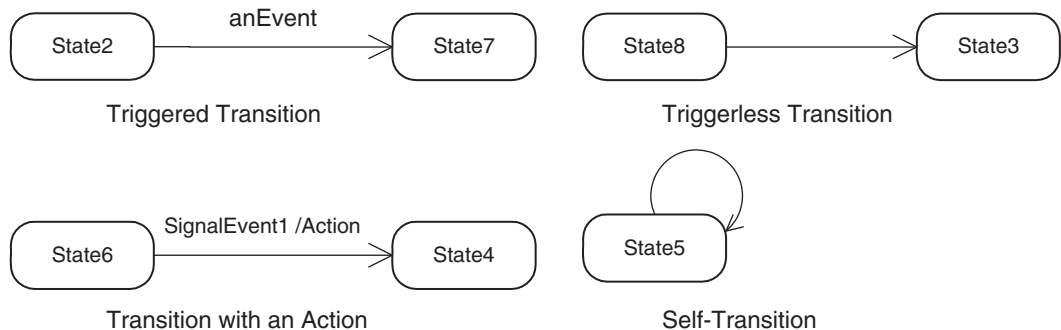 anEvent
State2
State7
State8
State3
Triggered Transition
Triggerless Transition
SignalEvent1 /Action
State6
State4
State5
Transition with an Action
Self-Transition